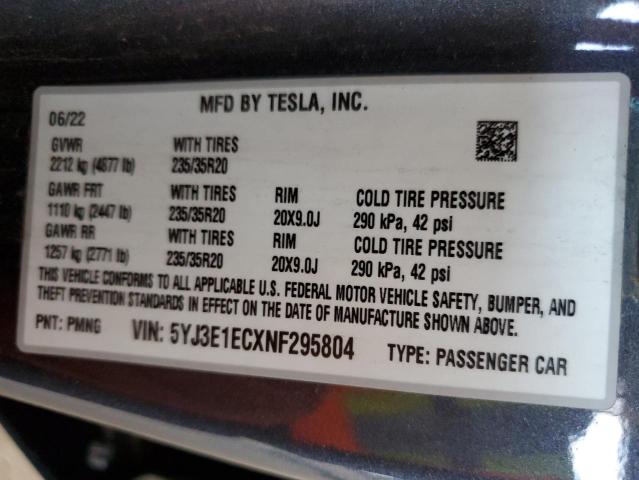 MFD BY TESLA, INC.
06/22
GVWR WITH TIRES
2212 kg (4877 lb) 235/35R20
GAWR FRT WITH TIRES RIM COLD TIRE PRESSURE
1110 kg (2447 lb) 235/35R20 20X9.0J 290 kPa, 42 psi
GAWR RR WITH TIRES RIM COLD TIRE PRESSURE
1257 kg (2771 lb) 235/35R20 20X9.0J 290 kPa, 42 psi
THIS VEHICLE CONFORMS TO ALL APPLICABLE U.S. FEDERAL MOTOR VEHICLE SAFETY, BUMPER, AND
THEFT PREVENTION STANDARDS IN EFFECT ON THE DATE OF MANUFACTURE SHOWN ABOVE.
PNT: PMNG VIN: 5YJ3E1ECXNF295804 TYPE: PASSENGER CAR